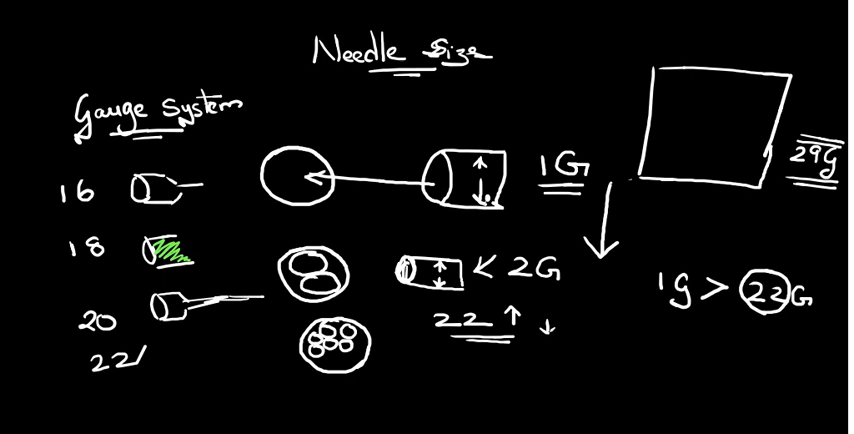 Needle Size
Gauge System
16
1G
29G
18
< 2G
1g > 22G
20
22 ↑ ↓
22